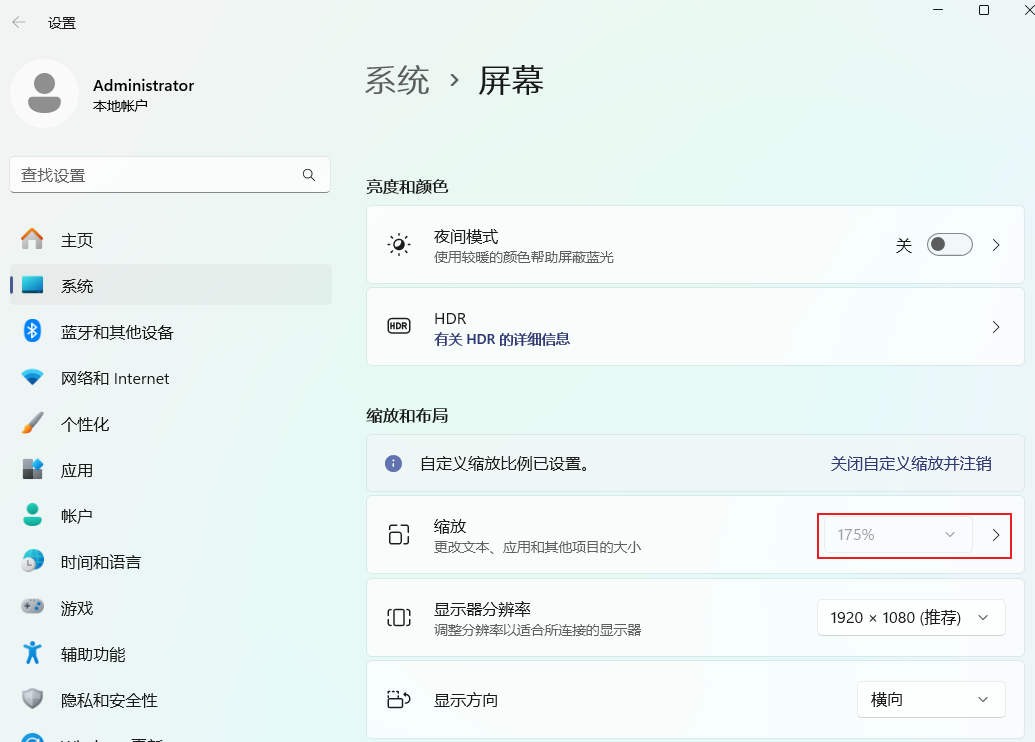 设置
Administrator
本地帐户
查找设置
主页
系统
蓝牙和其他设备
网络和 Internet
个性化
应用
帐户
时间和语言
游戏
辅助功能
隐私和安全性
Windows 更新
系统 › 屏幕
亮度和颜色
夜间模式
使用较暖的颜色帮助屏蔽蓝光
关
HDR
HDR
有关 HDR 的详细信息
缩放和布局
自定义缩放比例已设置。
关闭自定义缩放并注销
缩放
更改文本、应用和其他项目的大小
175%
显示器分辨率
调整分辨率以适合所连接的显示器
1920 × 1080 (推荐)
显示方向
横向